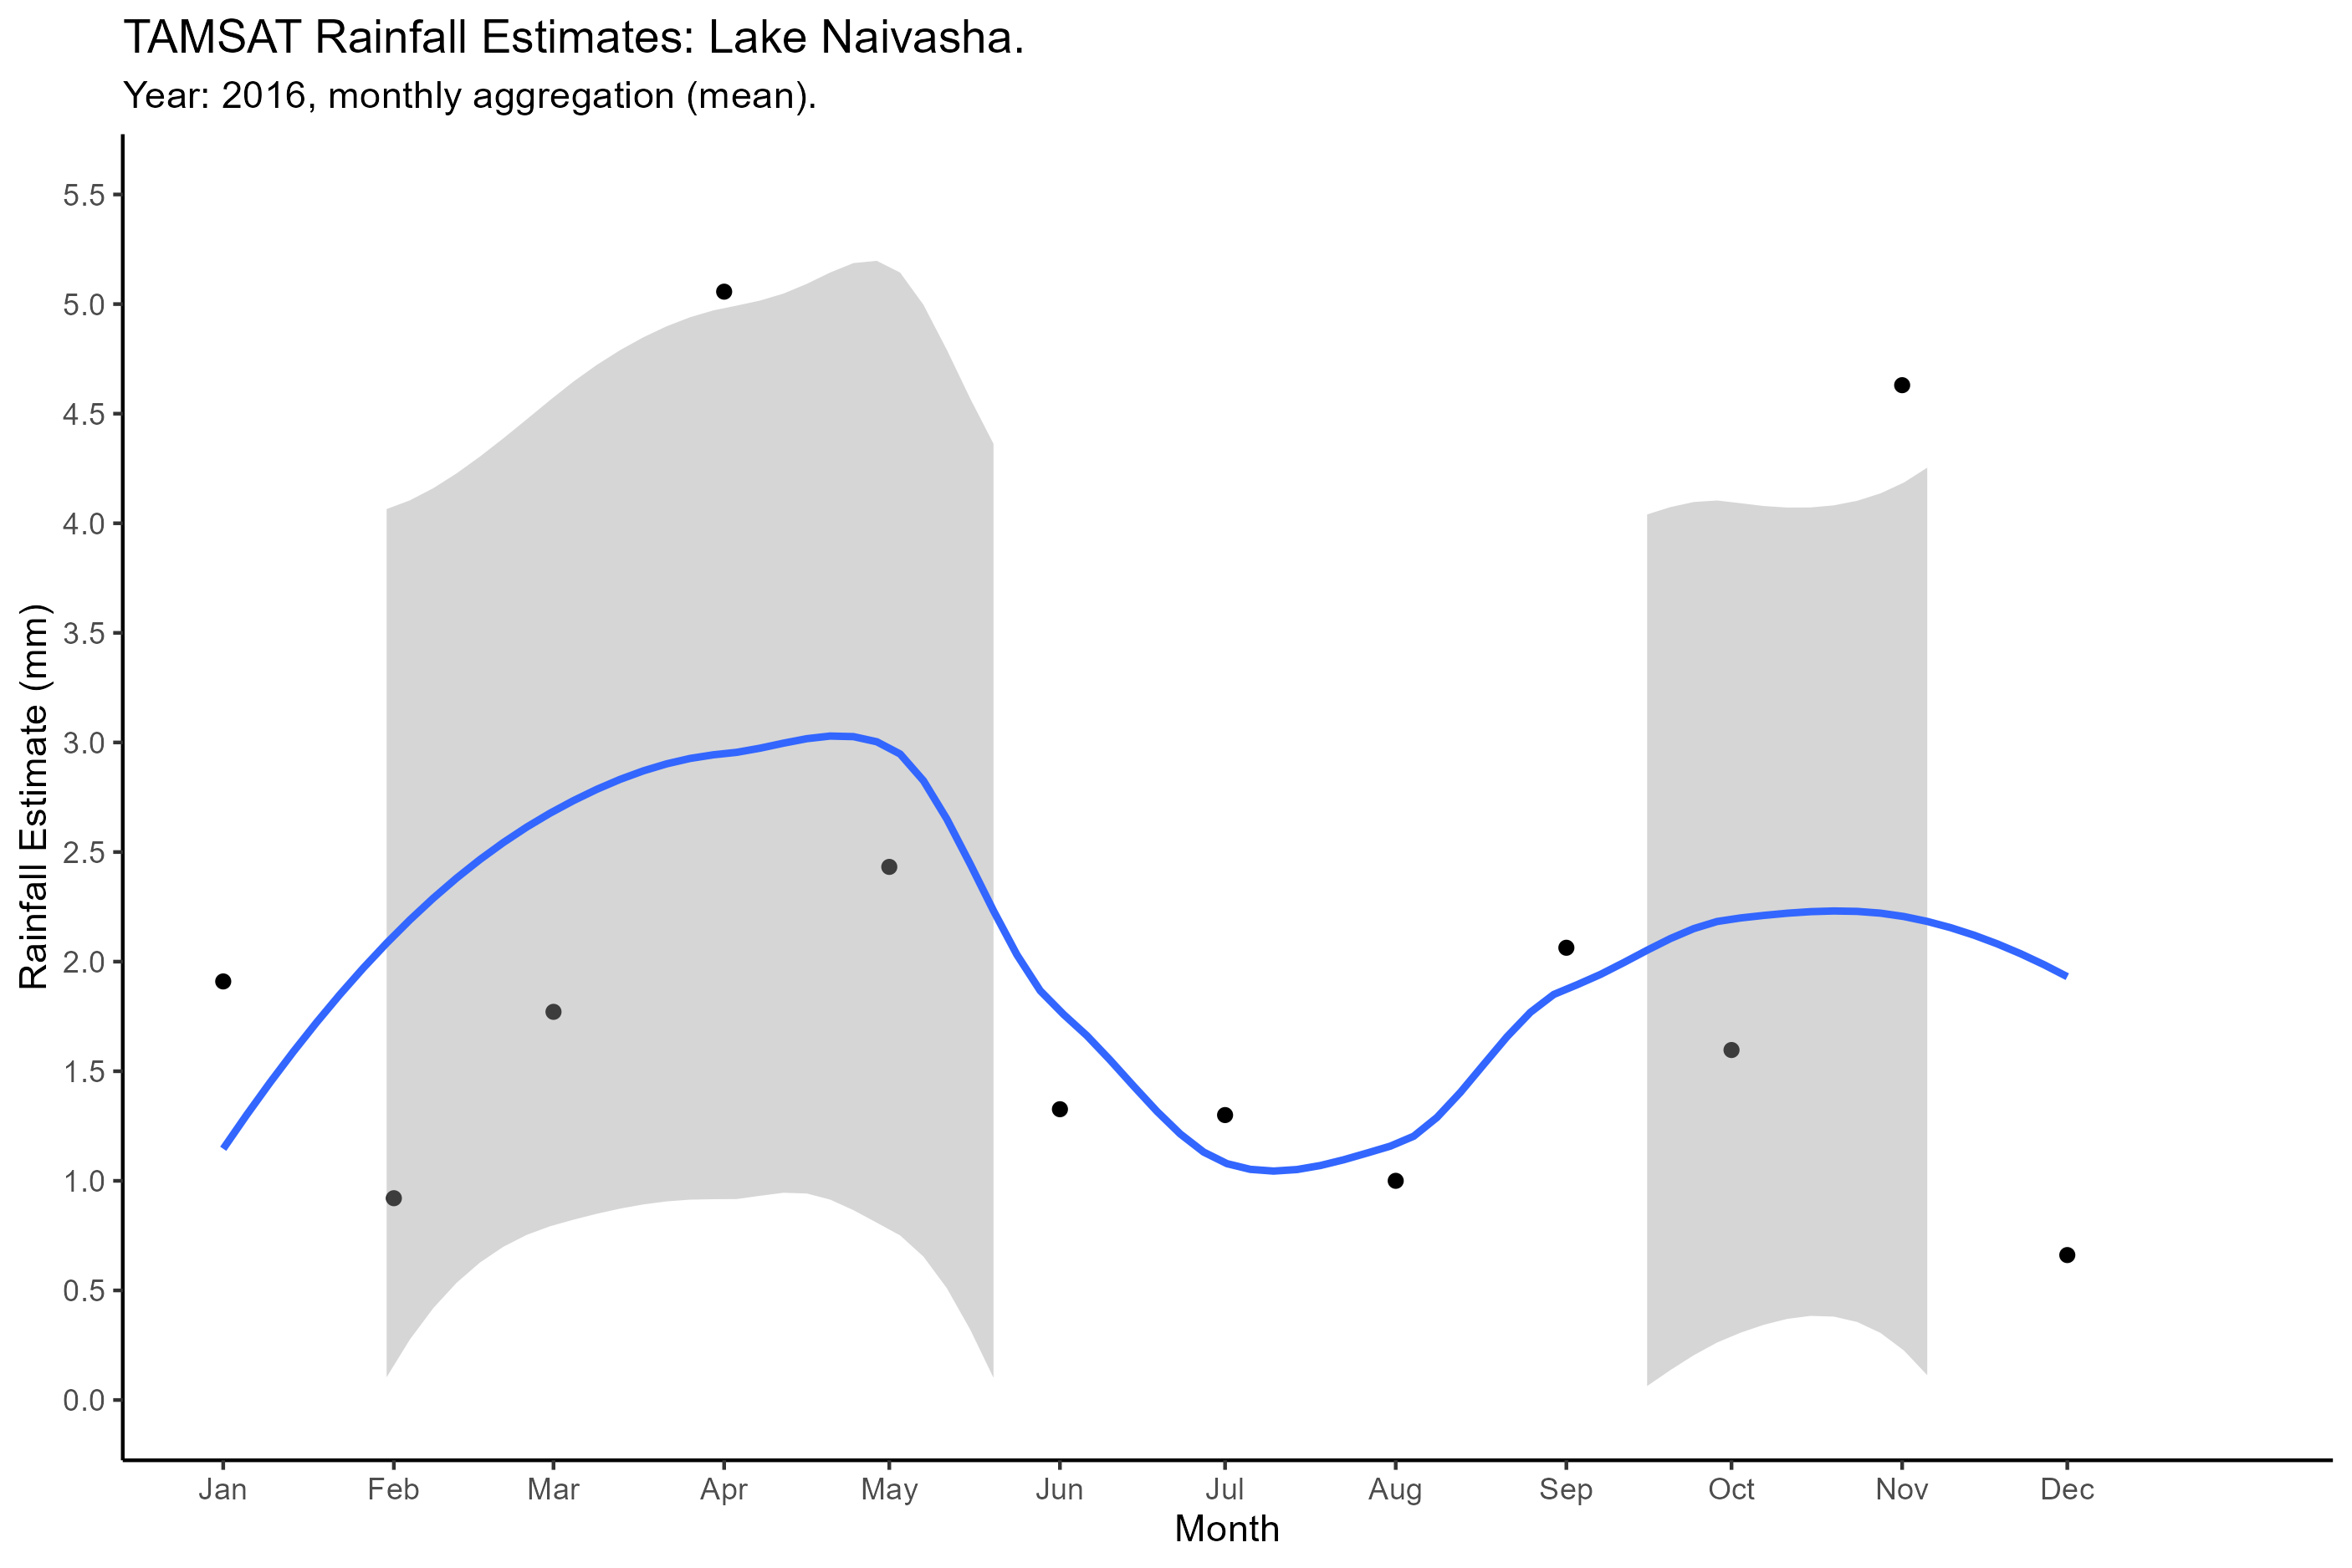 TAMSAT Rainfall Estimates: Lake Naivasha.
Year: 2016, monthly aggregation (mean).
Rainfall Estimate (mm)
5.5
5.0
4.5
4.0
3.5
3.0
2.5
2.0
1.5
1.0
0.5
0.0
Jan Feb Mar Apr May Jun Jul Aug Sep Oct Nov Dec
Month